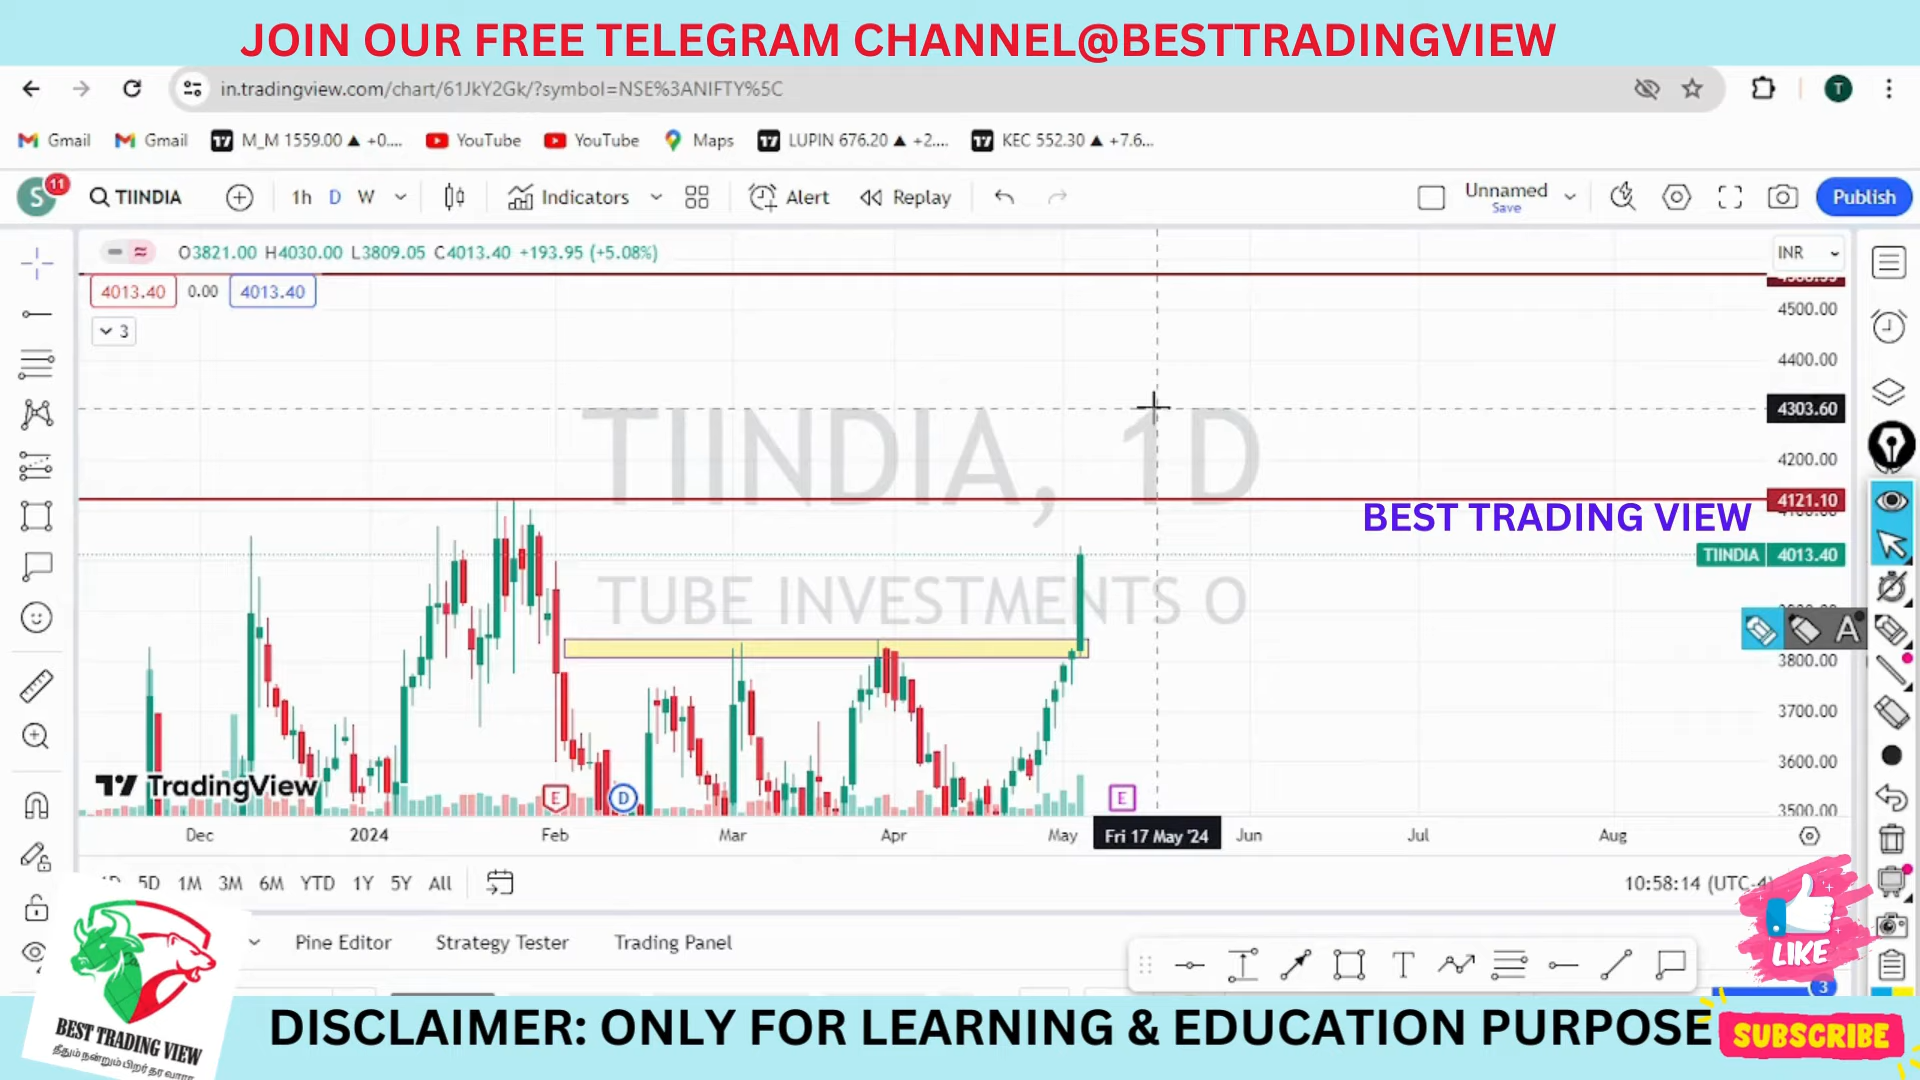 JOIN OUR FREE TELEGRAM CHANNEL@BESTTRADINGVIEW
in.tradingview.com/chart/61JkY2Gk/?symbol=NSE%3ANIFTY%5C
T
Gmail Gmail M_M 1559.00 ▲ +0.... YouTube YouTube Maps LUPIN 676.20 ▲ +2.... KEC 552.30 ▲ +7.6...
S 11 TIINDIA 1h D W Indicators Alert Replay Unnamed Save Publish
O3821.00 H4030.00 L3809.05 C4013.40 +193.95 (+5.08%)
INR
4013.40 0.00 4013.40
3
4500.00
4400.00
4303.60
4200.00
TIINDIA, 1D
4121.10
BEST TRADING VIEW
TIINDIA 4013.40
TUBE INVESTMENTS O
A
3800.00
3700.00
3600.00
3500.00
TradingView
E D E
Dec 2024 Feb Mar Apr May Fri 17 May '24 Jun Jul Aug
5D 1M 3M 6M YTD 1Y 5Y All
10:58:14 (UTC-4)
Pine Editor Strategy Tester Trading Panel
T
LIKE
3
BEST TRADING VIEW
DISCLAIMER: ONLY FOR LEARNING & EDUCATION PURPOSE
SUBSCRIBE